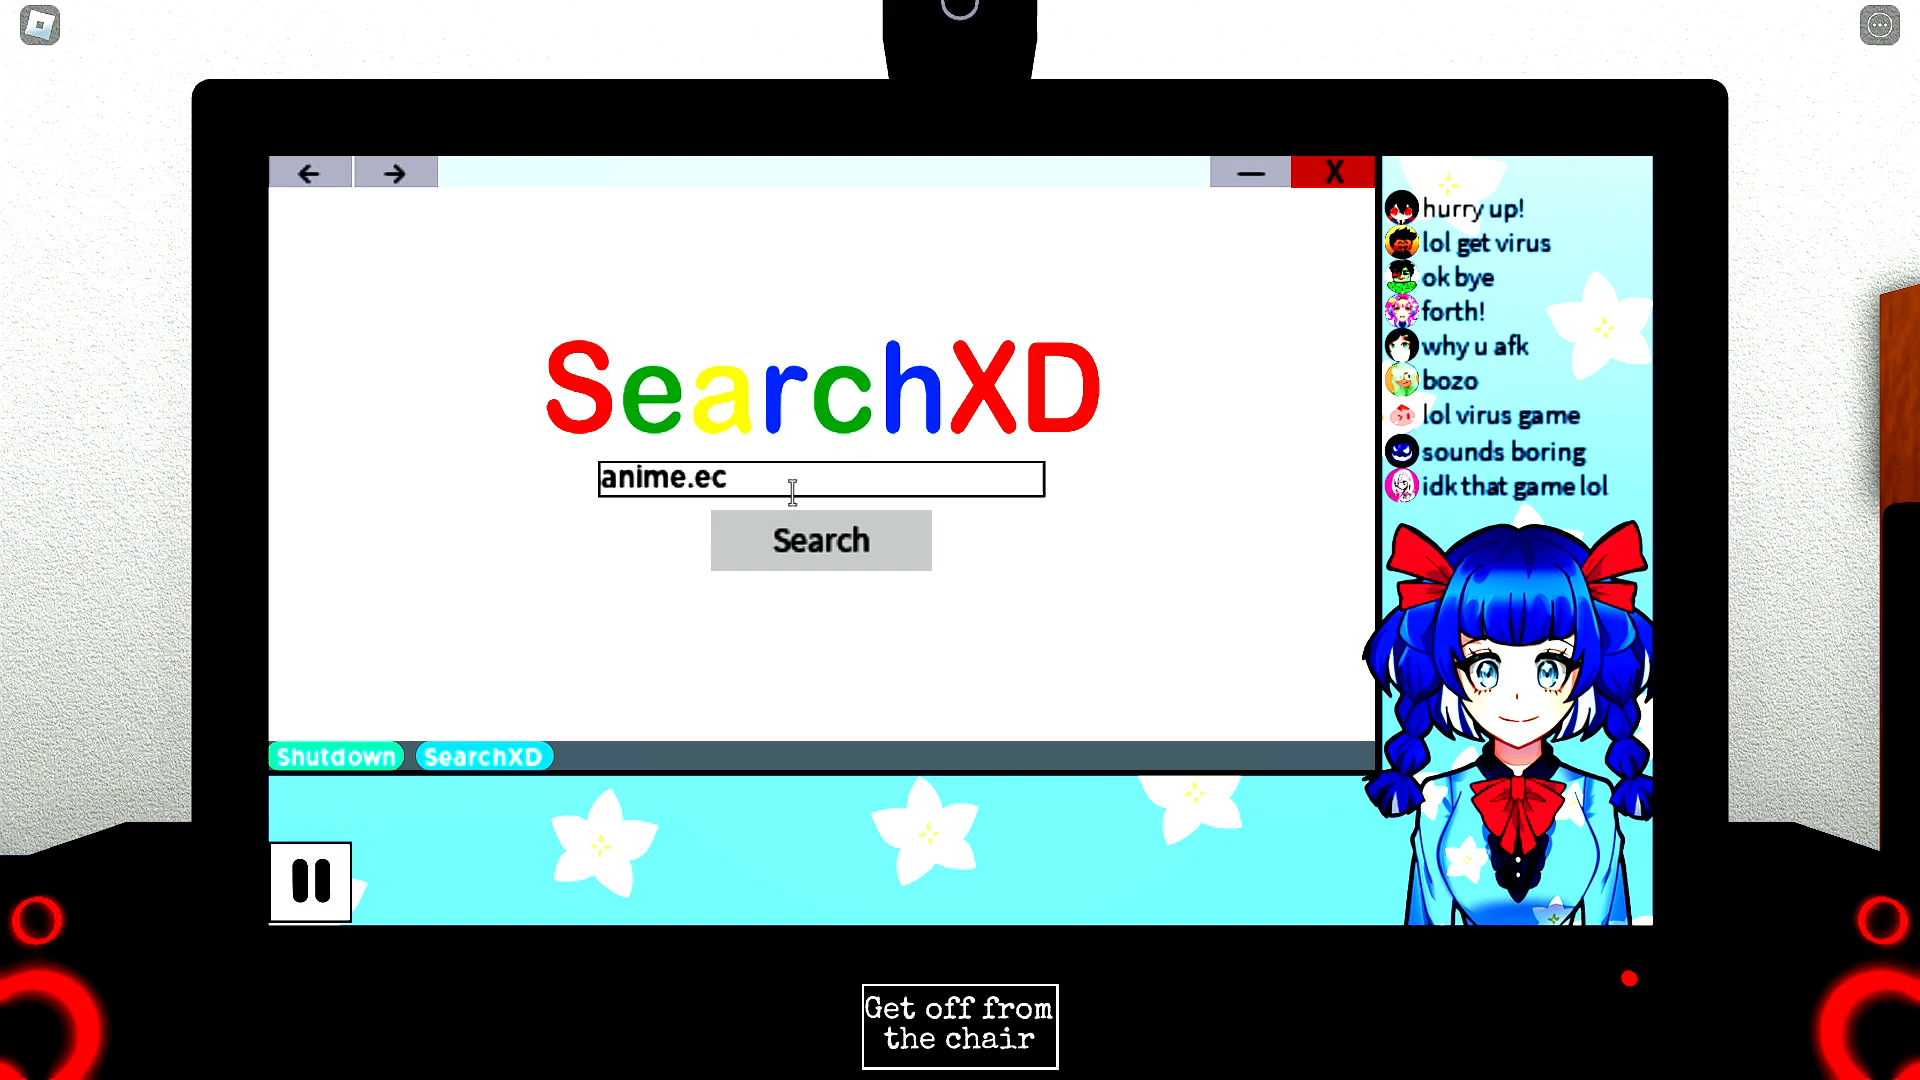 X
hurry up!
lol get virus
ok bye
forth!
why u afk
bozo
lol virus game
sounds boring
idk that game lol
SearchXD
anime.ec
Search
Shutdown
SearchXD
Get off from
the chair